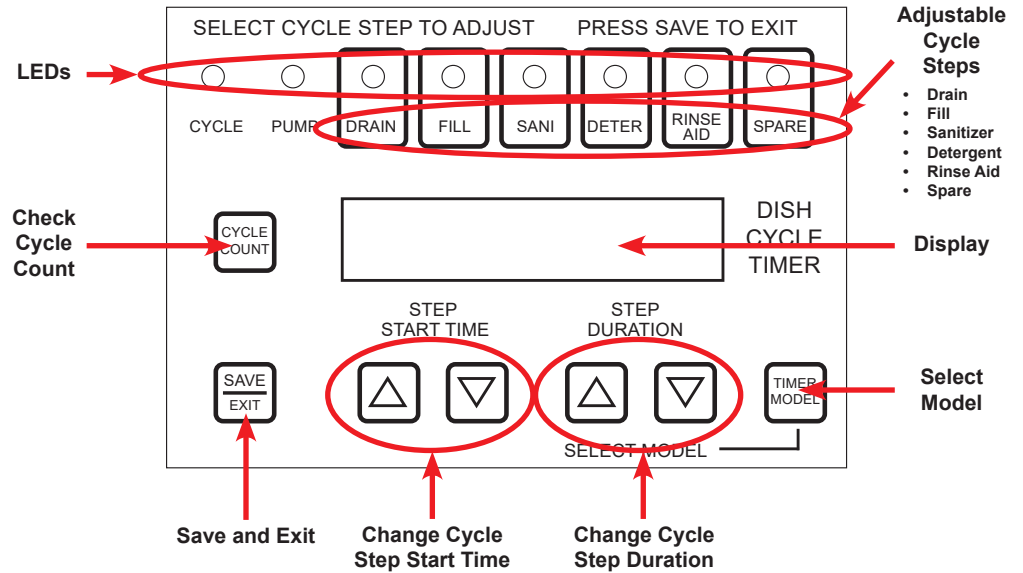 SELECT CYCLE STEP TO ADJUST PRESS SAVE TO EXIT
Adjustable
Cycle
Steps
• Drain
• Fill
• Sanitizer
• Detergent
• Rinse Aid
• Spare
LEDs
CYCLE
PUMP
DRAIN
FILL
SANI
DETER
RINSE
AID
SPARE
Check
Cycle
Count
CYCLE
COUNT
DISH
CYCLE
TIMER
Display
STEP
START TIME
STEP
DURATION
SAVE
EXIT
TIMER
MODEL
Select
Model
SELECT MODEL
Save and Exit
Change Cycle
Step Start Time
Change Cycle
Step Duration